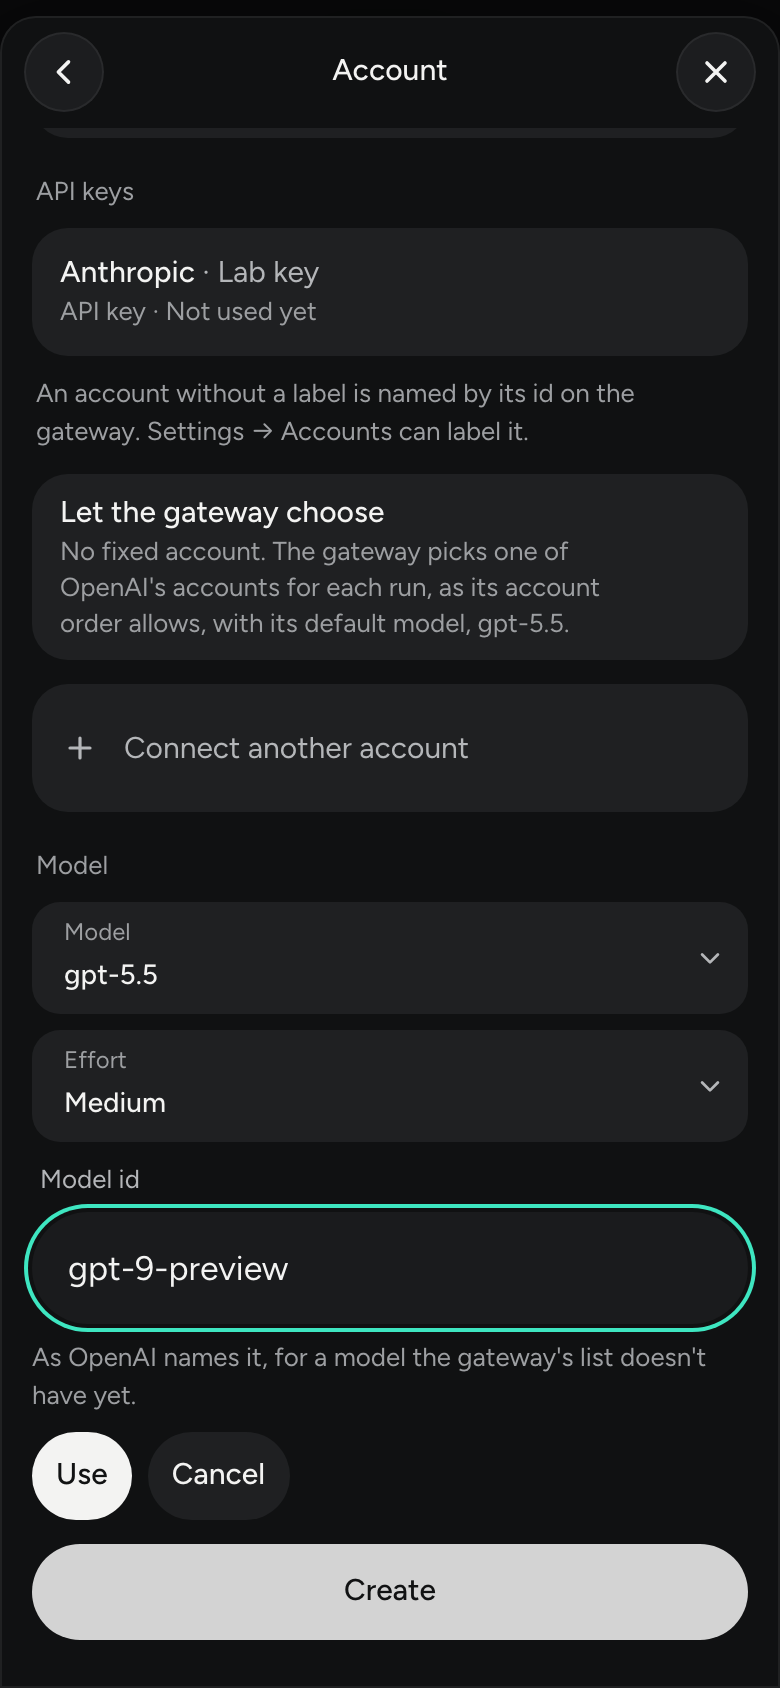 Account
API keys
Anthropic · Lab key
API key · Not used yet
An account without a label is named by its id on the
gateway. Settings → Accounts can label it.
Let the gateway choose
No fixed account. The gateway picks one of
OpenAI's accounts for each run, as its account
order allows, with its default model, gpt-5.5.
+ Connect another account
Model
Model
gpt-5.5
Effort
Medium
Model id
gpt-9-preview
As OpenAI names it, for a model the gateway's list doesn't
have yet.
Use Cancel
Create